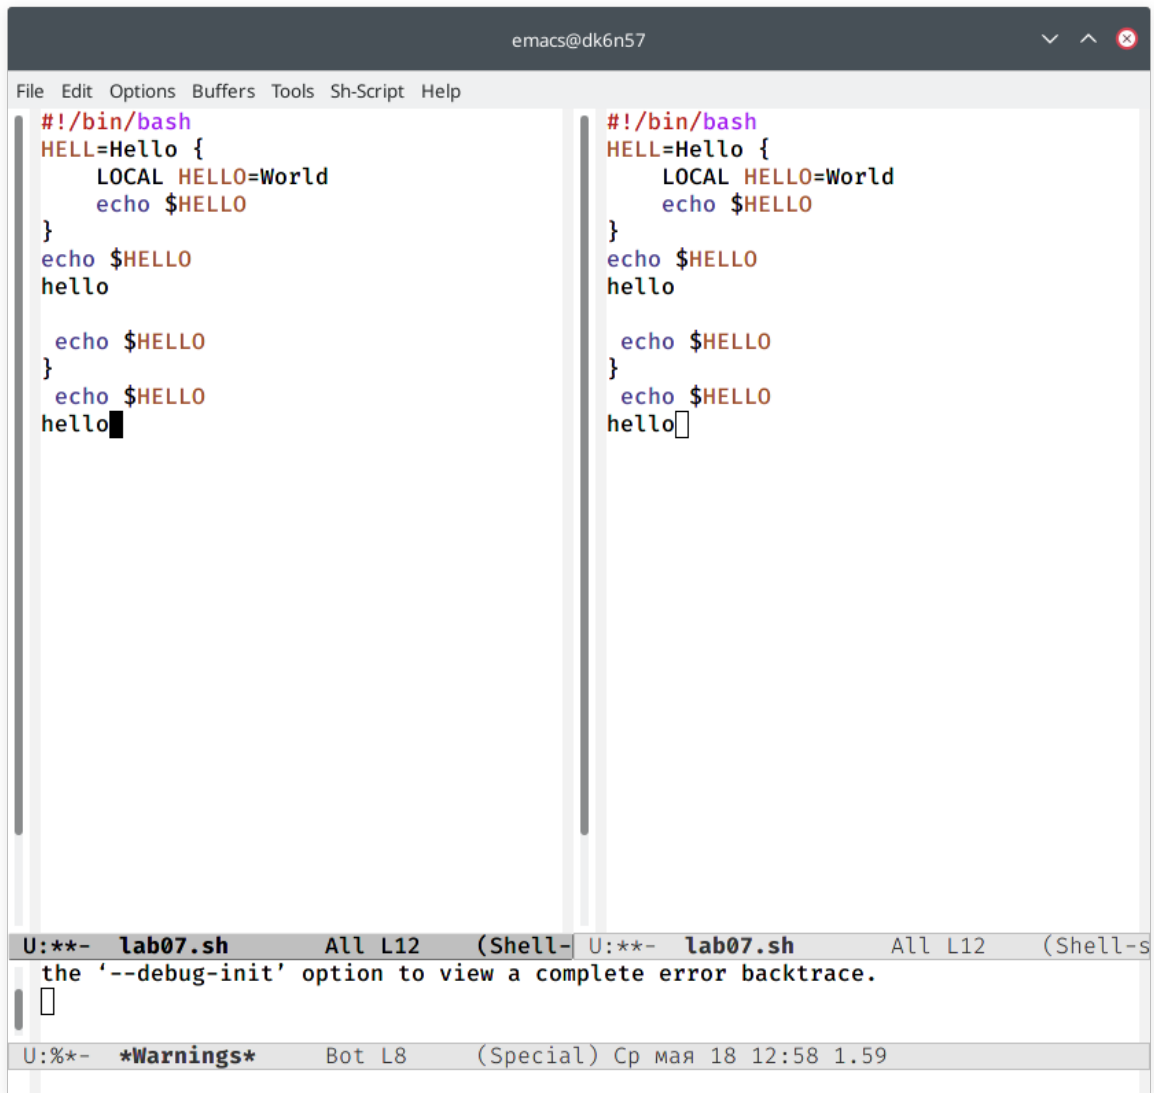 emacs@dk6n57
File Edit Options Buffers Tools Sh-Script Help
#!/bin/bash
HELL=Hello {
    LOCAL HELLO=World
    echo $HELLO
}
echo $HELLO
hello

 echo $HELLO
}
 echo $HELLO
hello
U:**-  lab07.sh       All L12    (Shell-
#!/bin/bash
HELL=Hello {
    LOCAL HELLO=World
    echo $HELLO
}
echo $HELLO
hello

 echo $HELLO
}
 echo $HELLO
hello
U:**-  lab07.sh       All L12    (Shell-s
the ‘--debug-init’ option to view a complete error backtrace.
U:%*-  *Warnings*     Bot L8     (Special) Ср мая 18 12:58 1.59